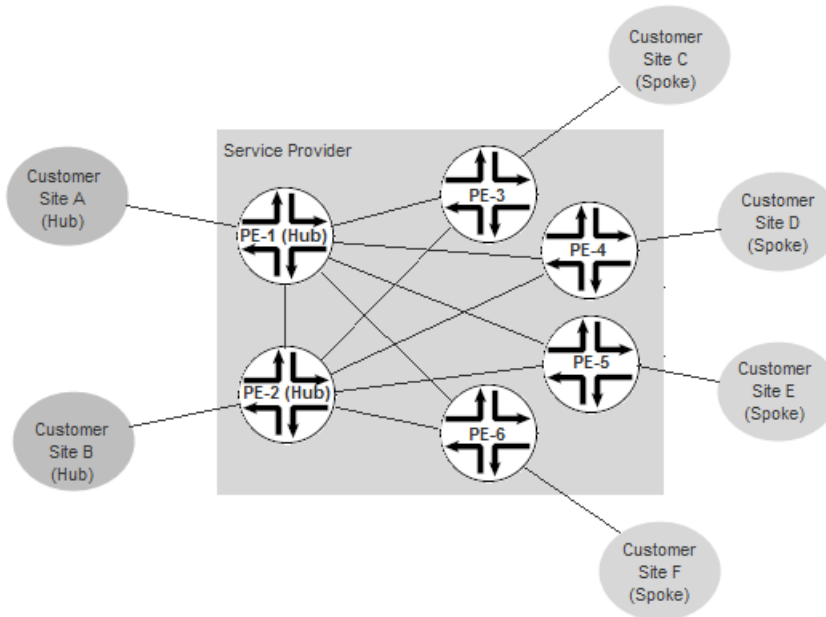 Customer
Site C
(Spoke)
Service Provider
Customer
Site A
(Hub)
PE-1 (Hub)
PE-3
Customer
Site D
(Spoke)
PE-4
PE-5
Customer
Site E
(Spoke)
PE-2 (Hub)
Customer
Site B
(Hub)
PE-6
Customer
Site F
(Spoke)